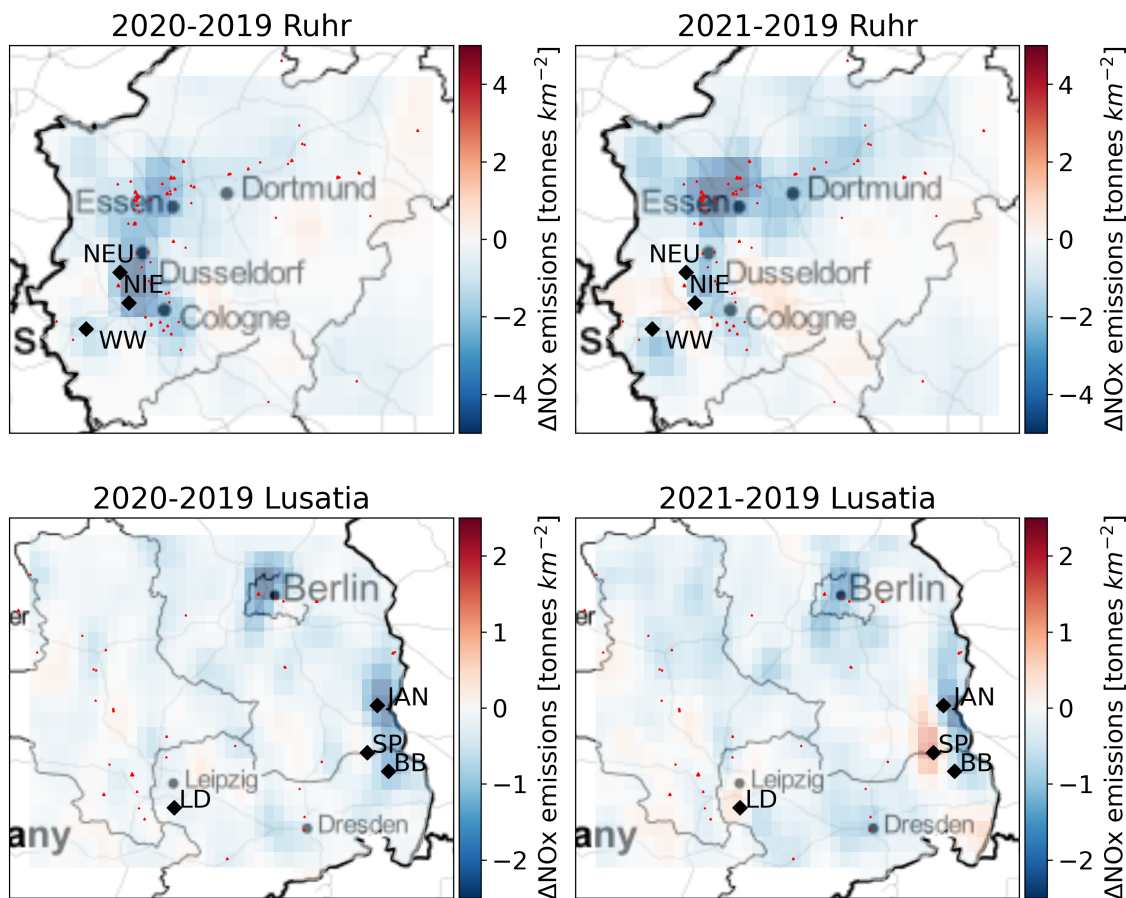 2020-2019 Ruhr
2021-2019 Ruhr
Essen
Dortmund
NEU
Dusseldorf
NIE
Cologne
WW
S
4
2
0
−2
−4
ΔNOx emissions [tonnes km⁻²]
Essen
Dortmund
NEU
Dusseldorf
NIE
Cologne
WW
S
4
2
0
−2
−4
ΔNOx emissions [tonnes km⁻²]
2020-2019 Lusatia
2021-2019 Lusatia
Berlin
er
JAN
SP
BB
Leipzig
LD
Dresden
any
2
1
0
−1
−2
ΔNOx emissions [tonnes km⁻²]
Berlin
er
JAN
SP
BB
Leipzig
LD
Dresden
any
2
1
0
−1
−2
ΔNOx emissions [tonnes km⁻²]